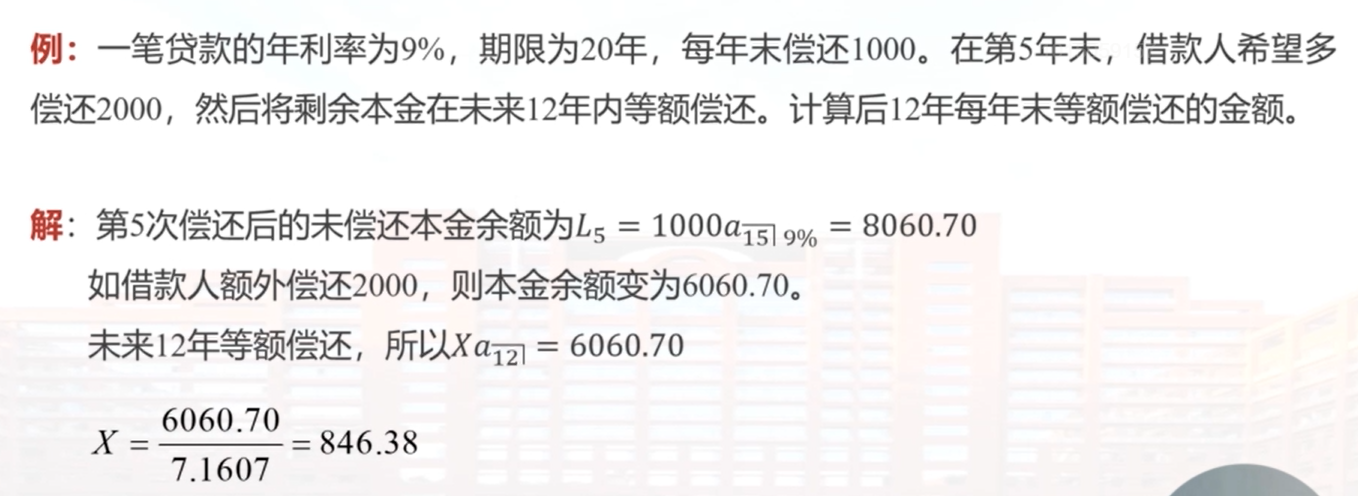 例：一笔贷款的年利率为9%，期限为20年，每年末偿还1000。在第5年末，借款人希望多
偿还2000，然后将剩余本金在未来12年内等额偿还。计算后12年每年末等额偿还的金额。
解：第5次偿还后的未偿还本金余额为$L_5 = 1000a_{\overline{15}|\,9\%} = 8060.70$
如借款人额外偿还2000，则本金余额变为6060.70。
未来12年等额偿还，所以$Xa_{\overline{12}|} = 6060.70$
$X = \frac{6060.70}{7.1607} = 846.38$